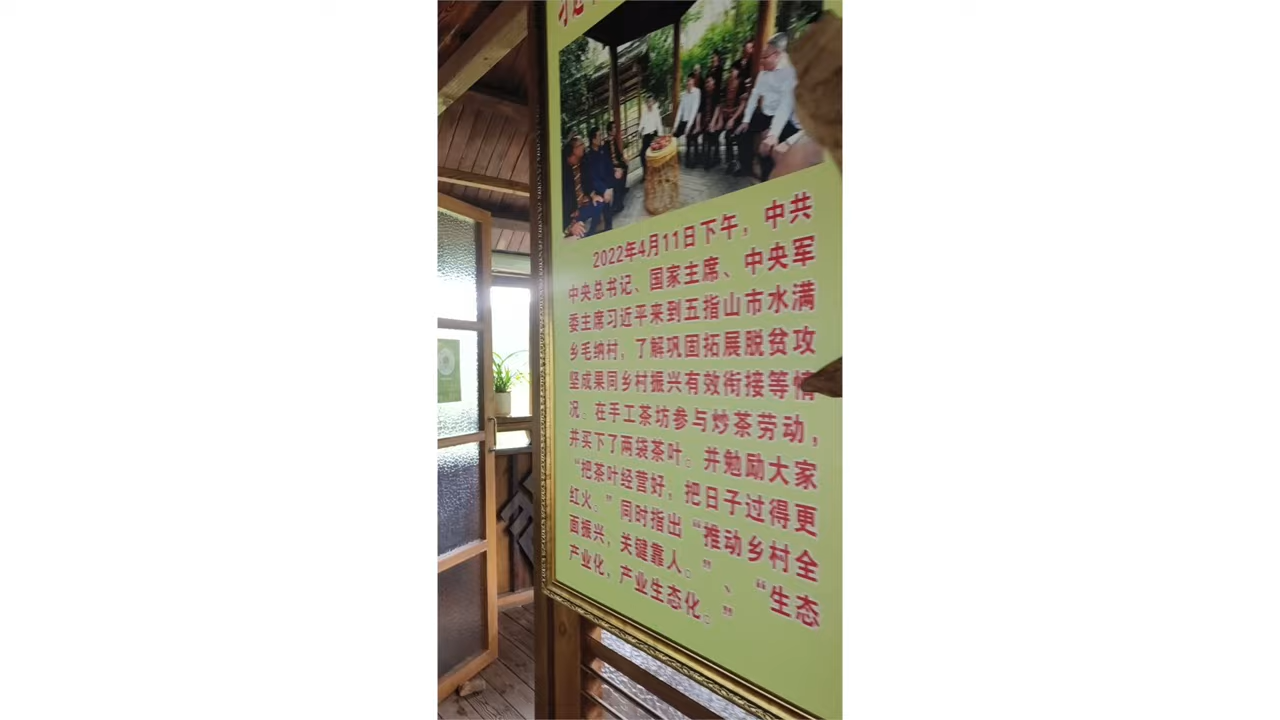 2022年4月11日下午，中共
中央总书记、国家主席、中央军
委主席习近平来到五指山市水满
乡毛纳村，了解巩固拓展脱贫攻
坚成果同乡村振兴有效衔接等情
况。在手工茶坊参与炒茶劳动，
并买下了两袋茶叶。并勉励大家
“把茶叶经营好，把日子过得更
红火。”同时指出“推动乡村全
面振兴，关键靠人。”、“生态
产业化，产业生态化。”